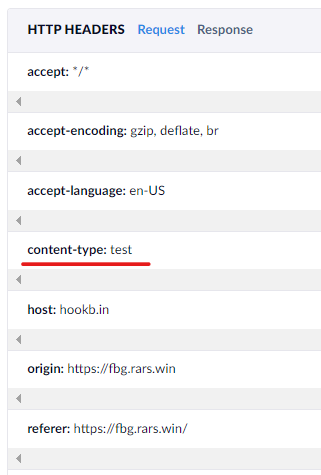 HTTP HEADERS Request Response
accept: */*
accept-encoding: gzip, deflate, br
accept-language: en-US
content-type: test
host: hookb.in
origin: https://fbg.rars.win
referer: https://fbg.rars.win/